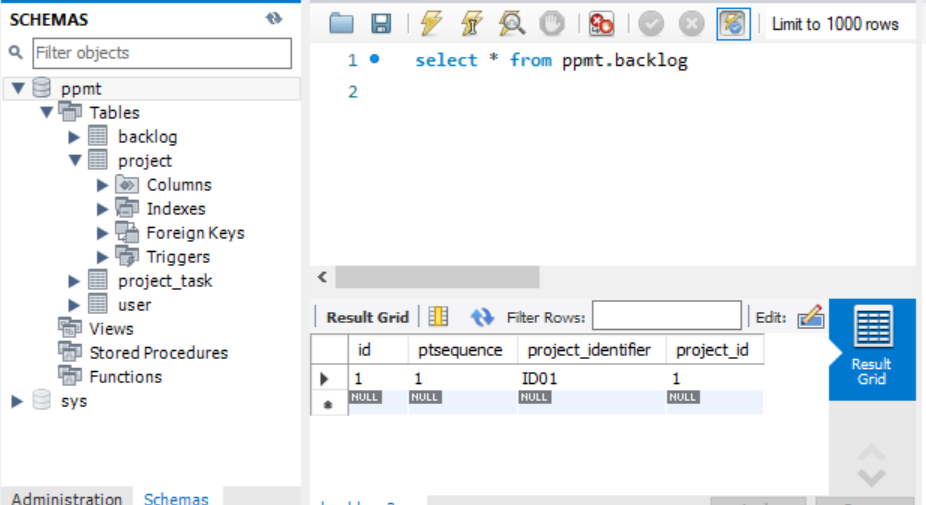 SCHEMAS
Filter objects
ppmt
Tables
backlog
project
Columns
Indexes
Foreign Keys
Triggers
project_task
user
Views
Stored Procedures
Functions
sys
Administration Schemas
Limit to 1000 rows
1 select * from ppmt.backlog
2
Result Grid Filter Rows: Edit:
id ptsequence project_identifier project_id
1 1 ID01 1
NULL NULL NULL NULL
Result
Grid